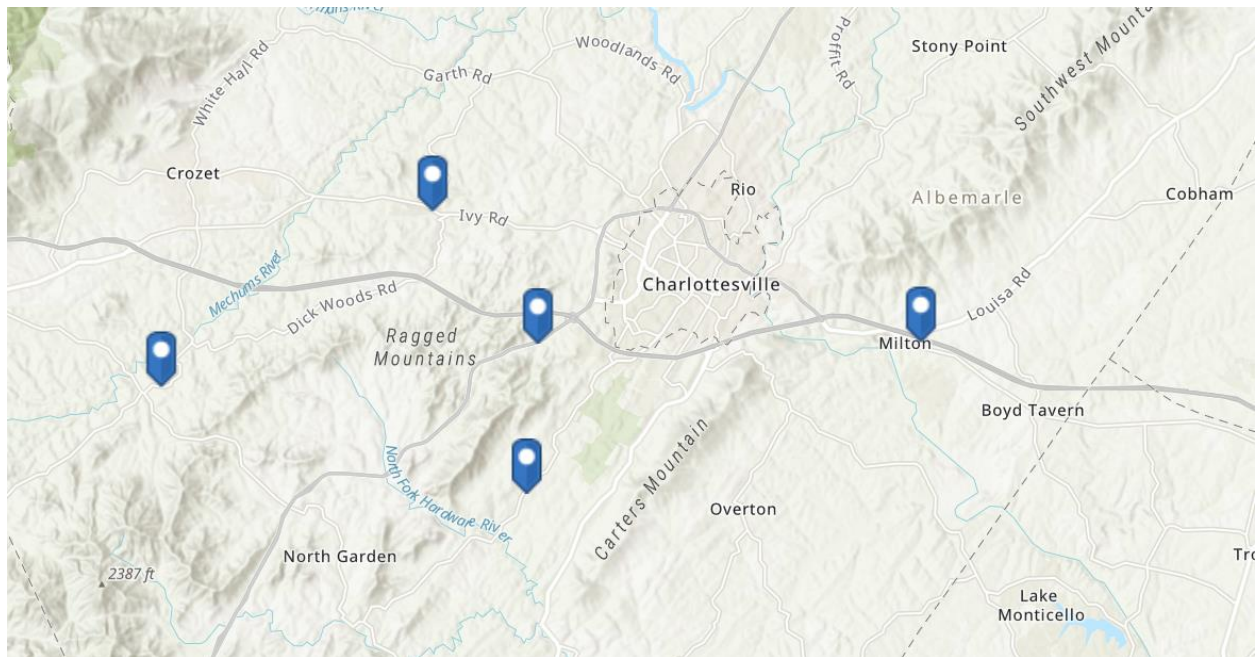 Stony Point
Woodlands Rd
Proffit Rd
Southwest Mounta
White Hall Rd
Garth Rd
Crozet
Rio
Albemarle
Cobham
Ivy Rd
Mechums River
Dick Woods Rd
Charlottesville
Louisa Rd
Ragged
Mountains
Milton
Boyd Tavern
Carters Mountain
North Fork Hardware River
Overton
North Garden
2387 ft
Lake
Monticello